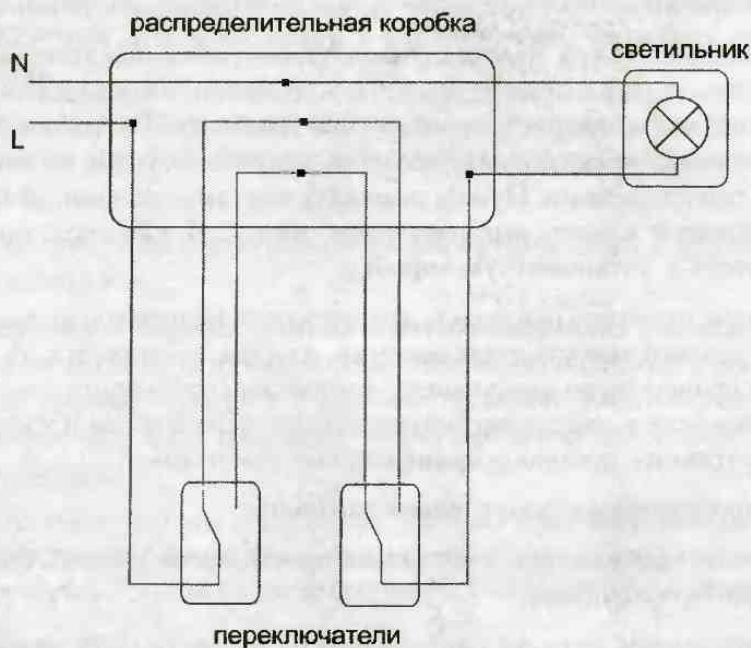 распределительная коробка
светильник
N
L
переключатели